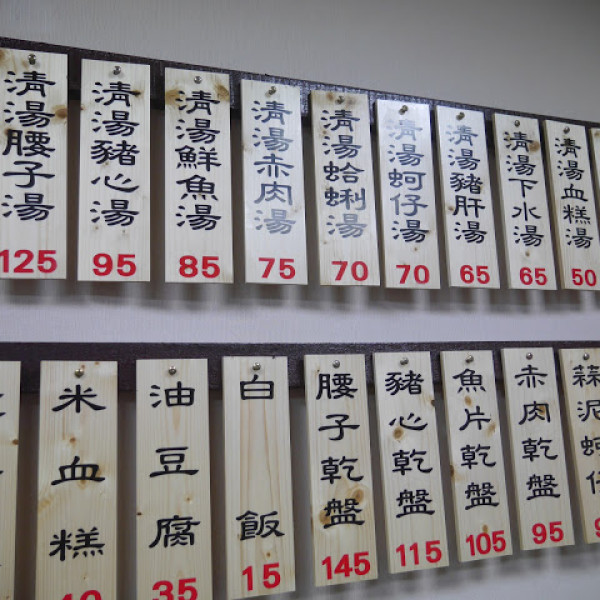 清湯腰子湯
125
清湯豬心湯
95
清湯鮮魚湯
85
清湯赤肉湯
75
清湯蛤蜊湯
70
清湯蚵仔湯
70
清湯豬肝湯
65
清湯下水湯
65
清湯血糕湯
50
米血糕
油豆腐
35
白飯
15
腰子乾盤
145
豬心乾盤
115
魚片乾盤
105
赤肉乾盤
95
蒜泥蚵仔